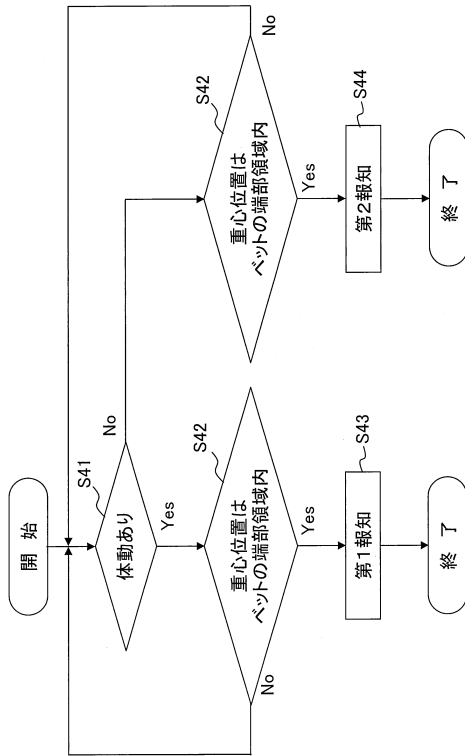 開 始
S41
体動あり
No
Yes
S42
重心位置は
ベットの端部領域内
No
Yes
S43
第1報知
終 了
S42
重心位置は
ベットの端部領域内
No
Yes
S44
第2報知
終 了